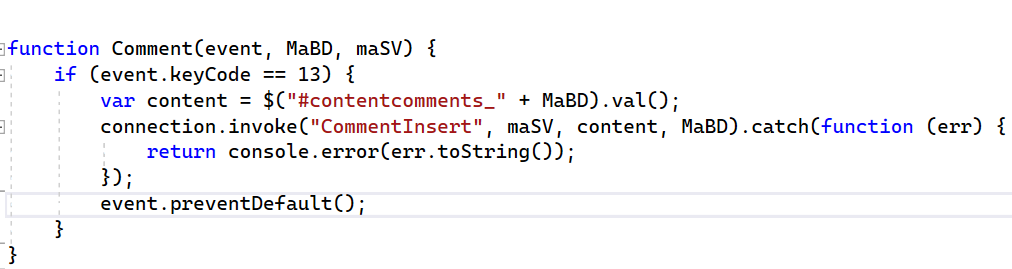 function Comment(event, MaBD, maSV) {
    if (event.keyCode == 13) {
        var content = $("#contentcomments_" + MaBD).val();
        connection.invoke("CommentInsert", maSV, content, MaBD).catch(function (err) {
            return console.error(err.toString());
        });
        event.preventDefault();
    }
}